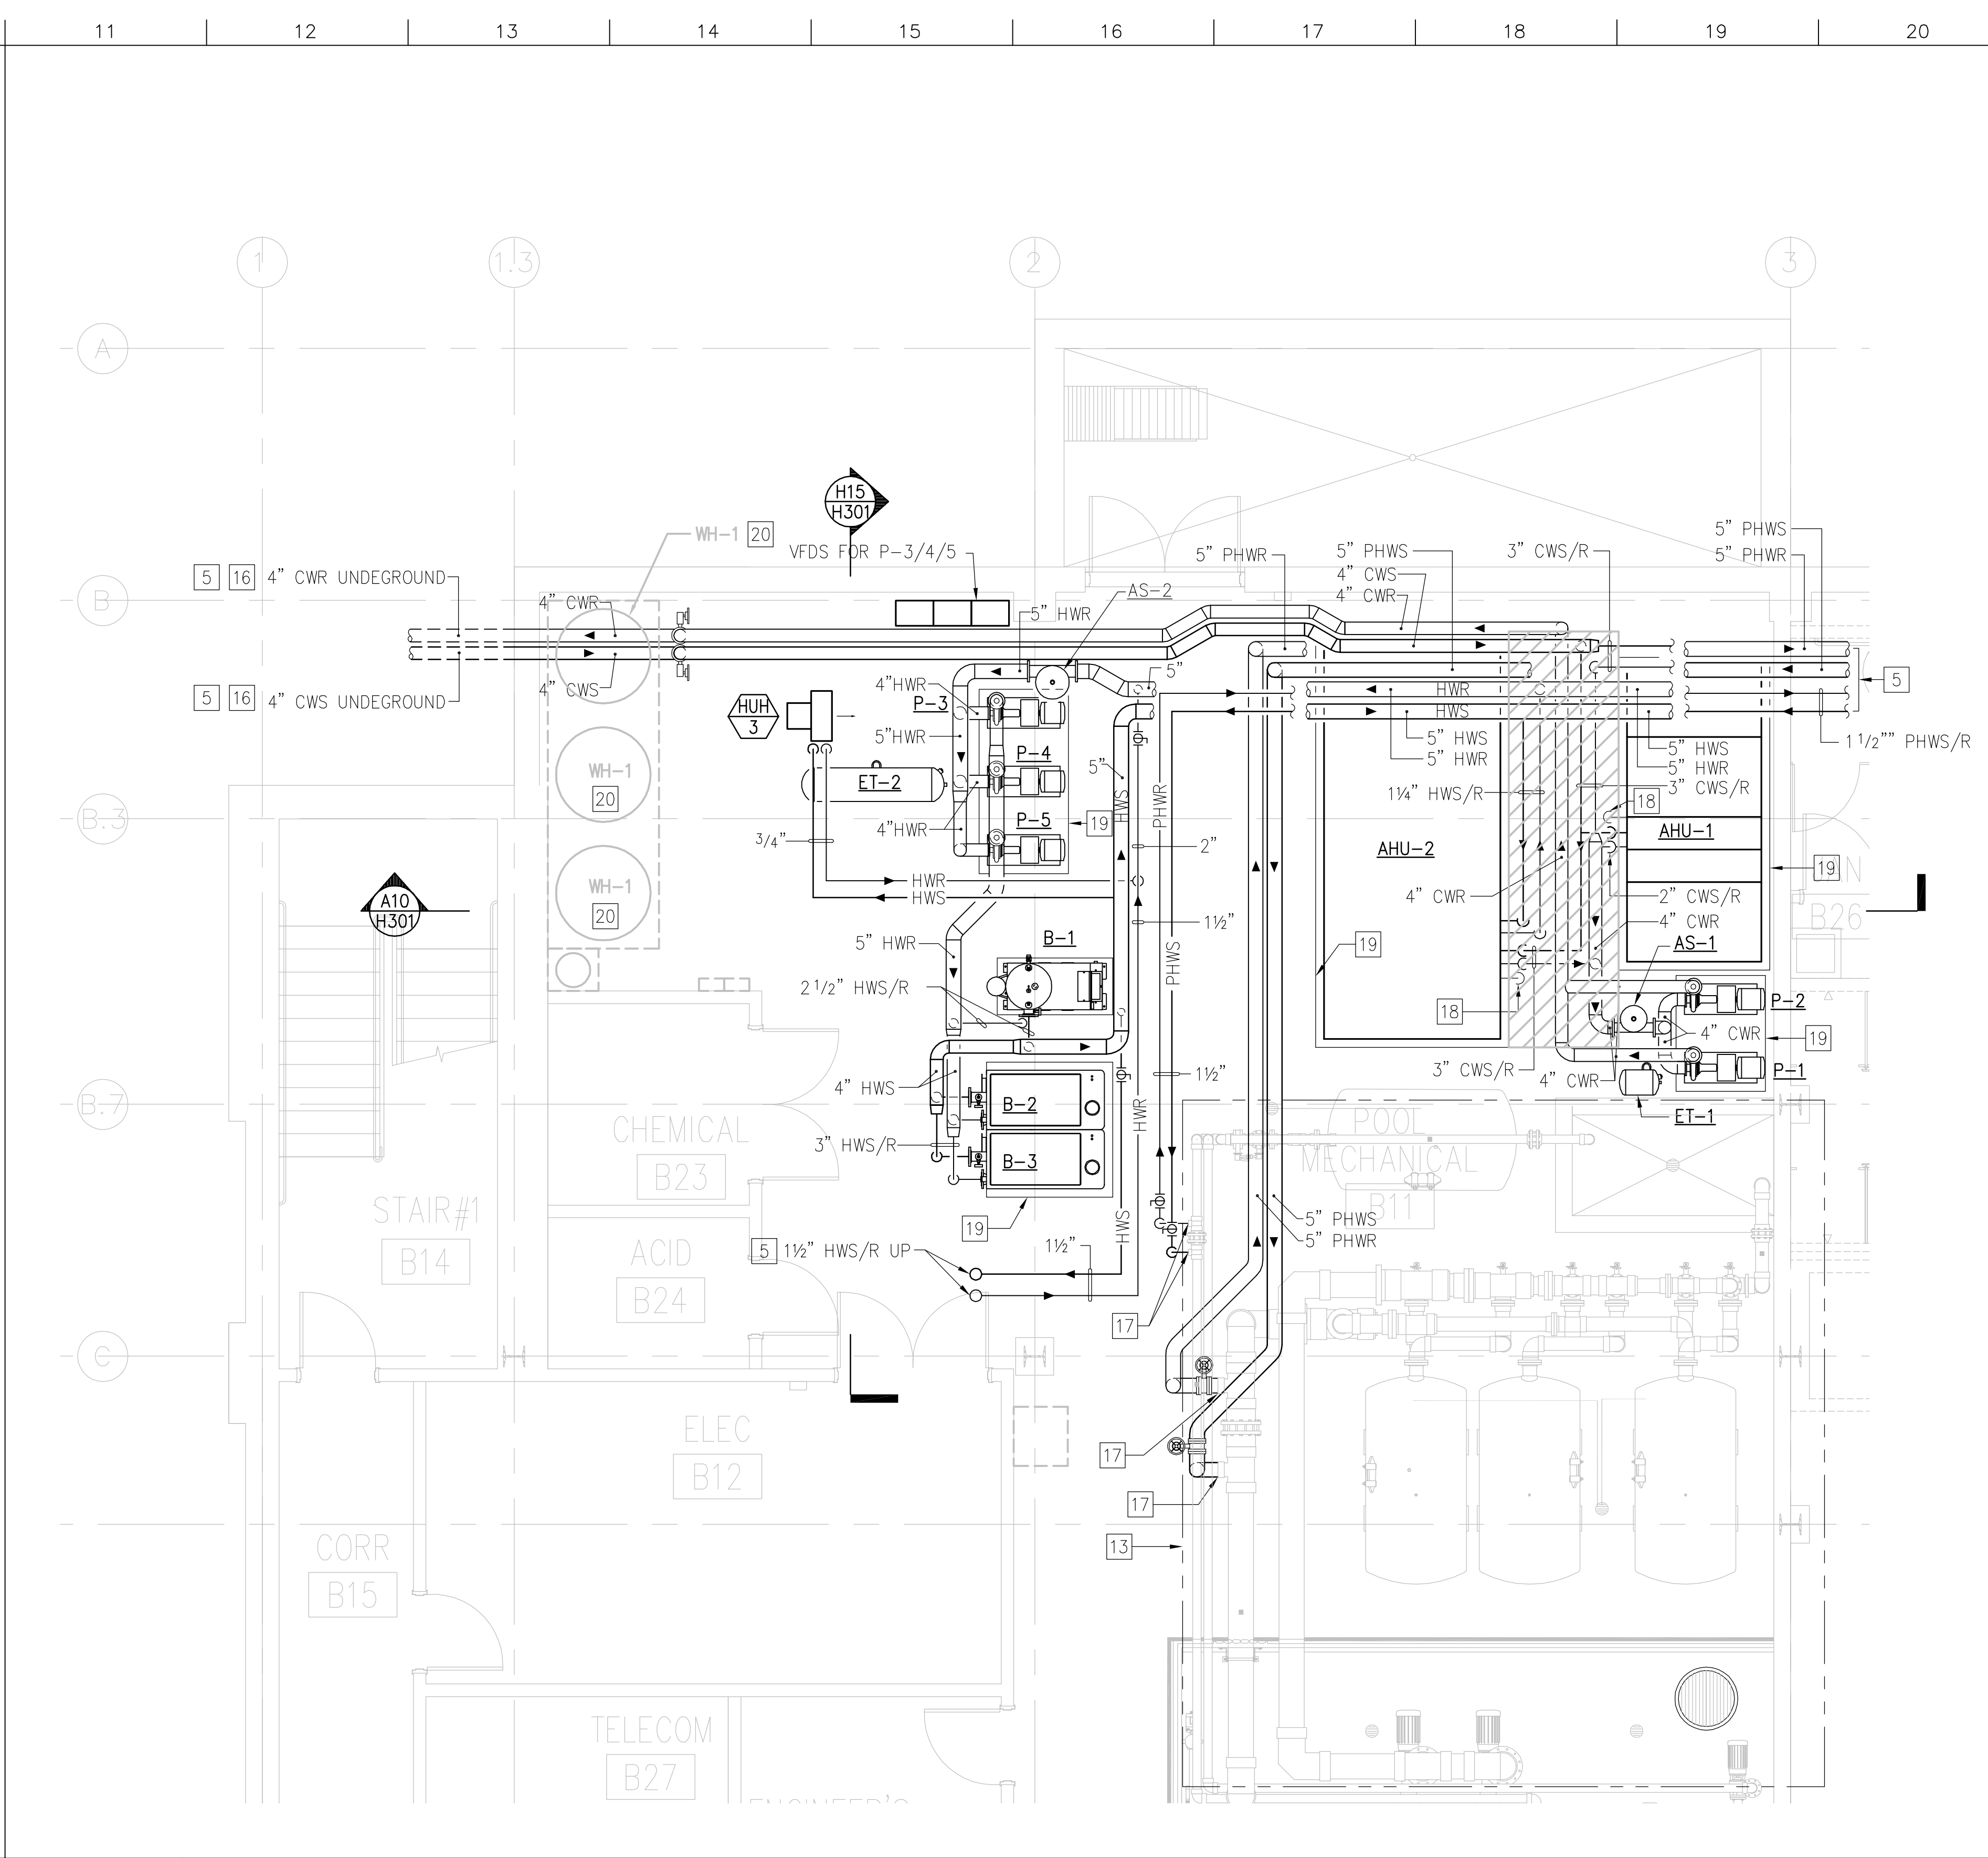 11 12 13 14 15 16 17 18 19 20
1 1.3 2 3
A
H15
H301
WH-1 20
VFDS FOR P-3/4/5
5” PHWR
5” PHWS
4” CWS
4” CWR
3” CWS/R
5” PHWS
5” PHWR
5 16 4” CWR UNDEGROUND
B
4” CWR
5” HWR
AS-2
4” CWS
5 16 4” CWS UNDEGROUND
HUH
3
4”HWR
P-3
5”
HWR
HWS
5
5”HWR
P-4
5” HWS
5” HWR
5” HWS
5” HWR
1 1/2”” PHWS/R
WH-1
20
ET-2
5”
HWS
PHWR
1¼” HWS/R
3” CWS/R
18
B.3
4”HWR
P-5
19
3/4”
2”
AHU-2
AHU-1
19
B26
HWR
HWS
WH-1
20
4” CWR
2” CWS/R
A10
H301
1½”
4” CWR
5” HWR
B-1
PHWS
19
AS-1
2 1/2” HWS/R
18
P-2
4” CWR
19
4” HWS
1½”
3” CWS/R
4” CWR
P-1
B.7
B-2
HWR
ET-1
CHEMICAL
B23
3” HWS/R
B-3
POOL
MECHANICAL
B11
STAIR#1
B14
19
HWS
5” PHWS
5” PHWR
ACID
B24
5 1½” HWS/R UP
1½”
17
C
ELEC
B12
17
17
CORR
B15
13
TELECOM
B27
ENGINEER'S